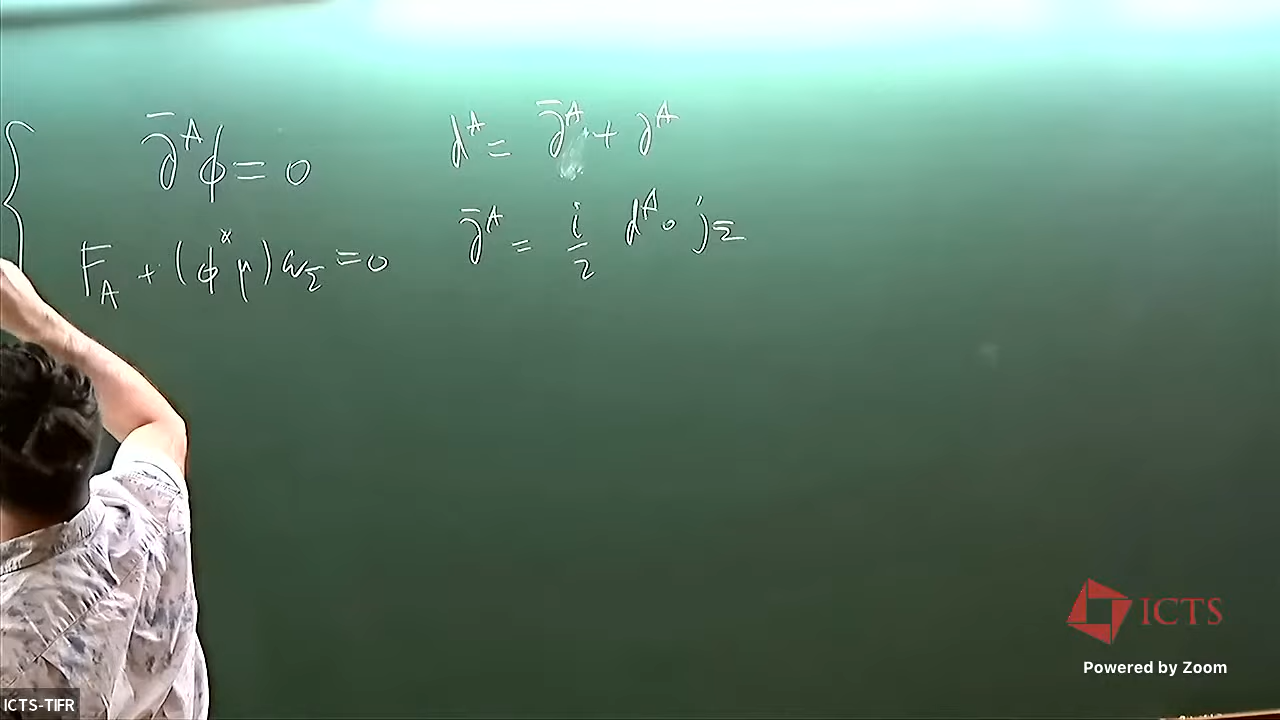 ∂̄^A ϕ = 0
F_A + (ϕ^* μ) ω_Σ = 0
d^A = ∂̄^A + ∂^A
∂̄^A = i/2 d^A ∘ j_Σ
ICTS
Powered by Zoom
ICTS-TIFR